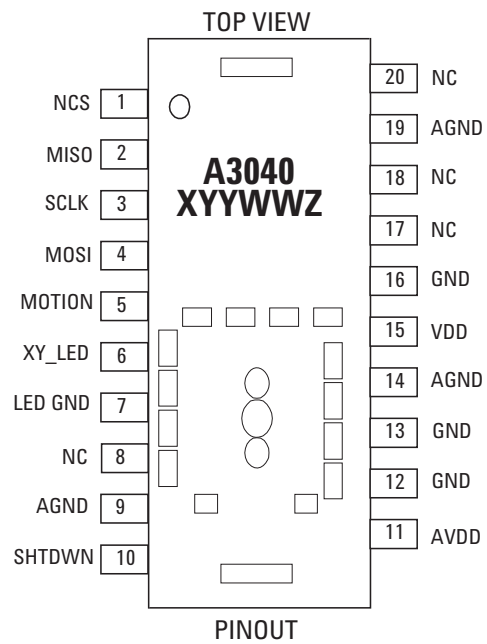 TOP VIEW
NCS 1
MISO 2
SCLK 3
MOSI 4
MOTION 5
XY_LED 6
LED GND 7
NC 8
AGND 9
SHTDWN 10
A3040
XYYWWZ
20 NC
19 AGND
18 NC
17 NC
16 GND
15 VDD
14 AGND
13 GND
12 GND
11 AVDD
PINOUT